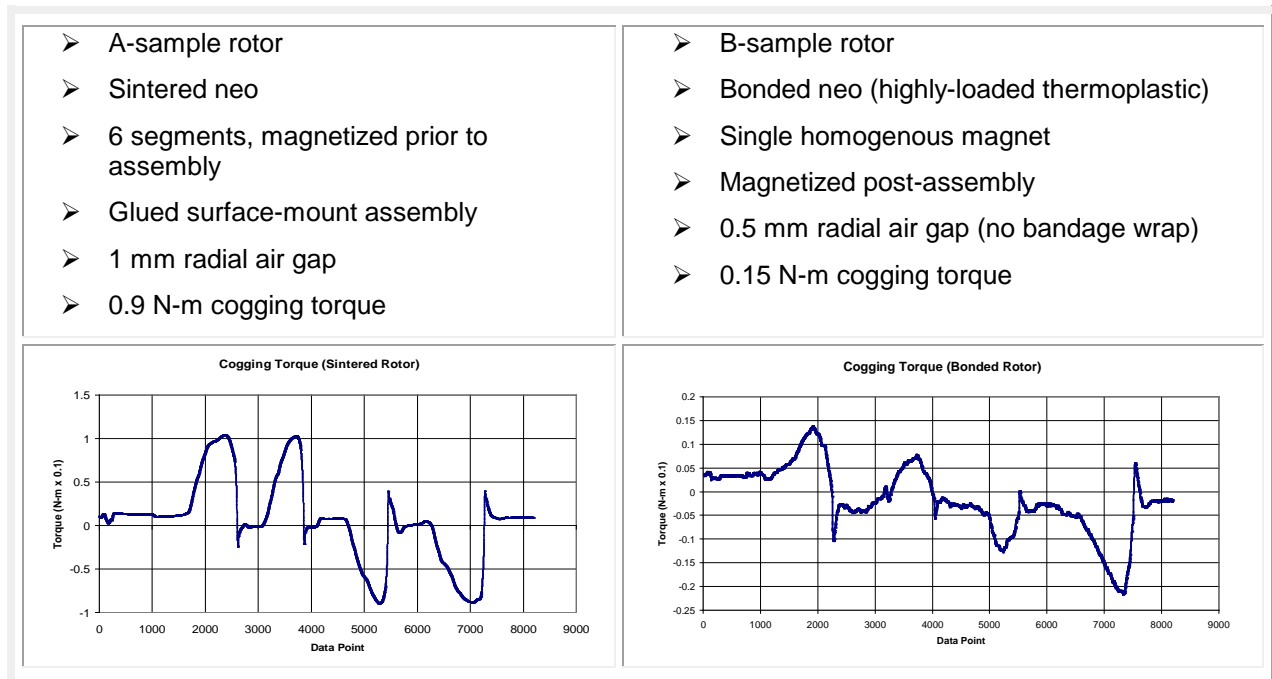 ➢ A-sample rotor
➢ Sintered neo
➢ 6 segments, magnetized prior to
assembly
➢ Glued surface-mount assembly
➢ 1 mm radial air gap
➢ 0.9 N-m cogging torque
➢ B-sample rotor
➢ Bonded neo (highly-loaded thermoplastic)
➢ Single homogenous magnet
➢ Magnetized post-assembly
➢ 0.5 mm radial air gap (no bandage wrap)
➢ 0.15 N-m cogging torque
Cogging Torque (Sintered Rotor)
Torque (N-m x 0.1)
1.5
1
0.5
0
-0.5
-1
0 1000 2000 3000 4000 5000 6000 7000 8000 9000
Data Point
Cogging Torque (Bonded Rotor)
Torque (N-m x 0.1)
0.2
0.15
0.1
0.05
0
-0.05
-0.1
-0.15
-0.2
-0.25
0 1000 2000 3000 4000 5000 6000 7000 8000 9000
Data Point